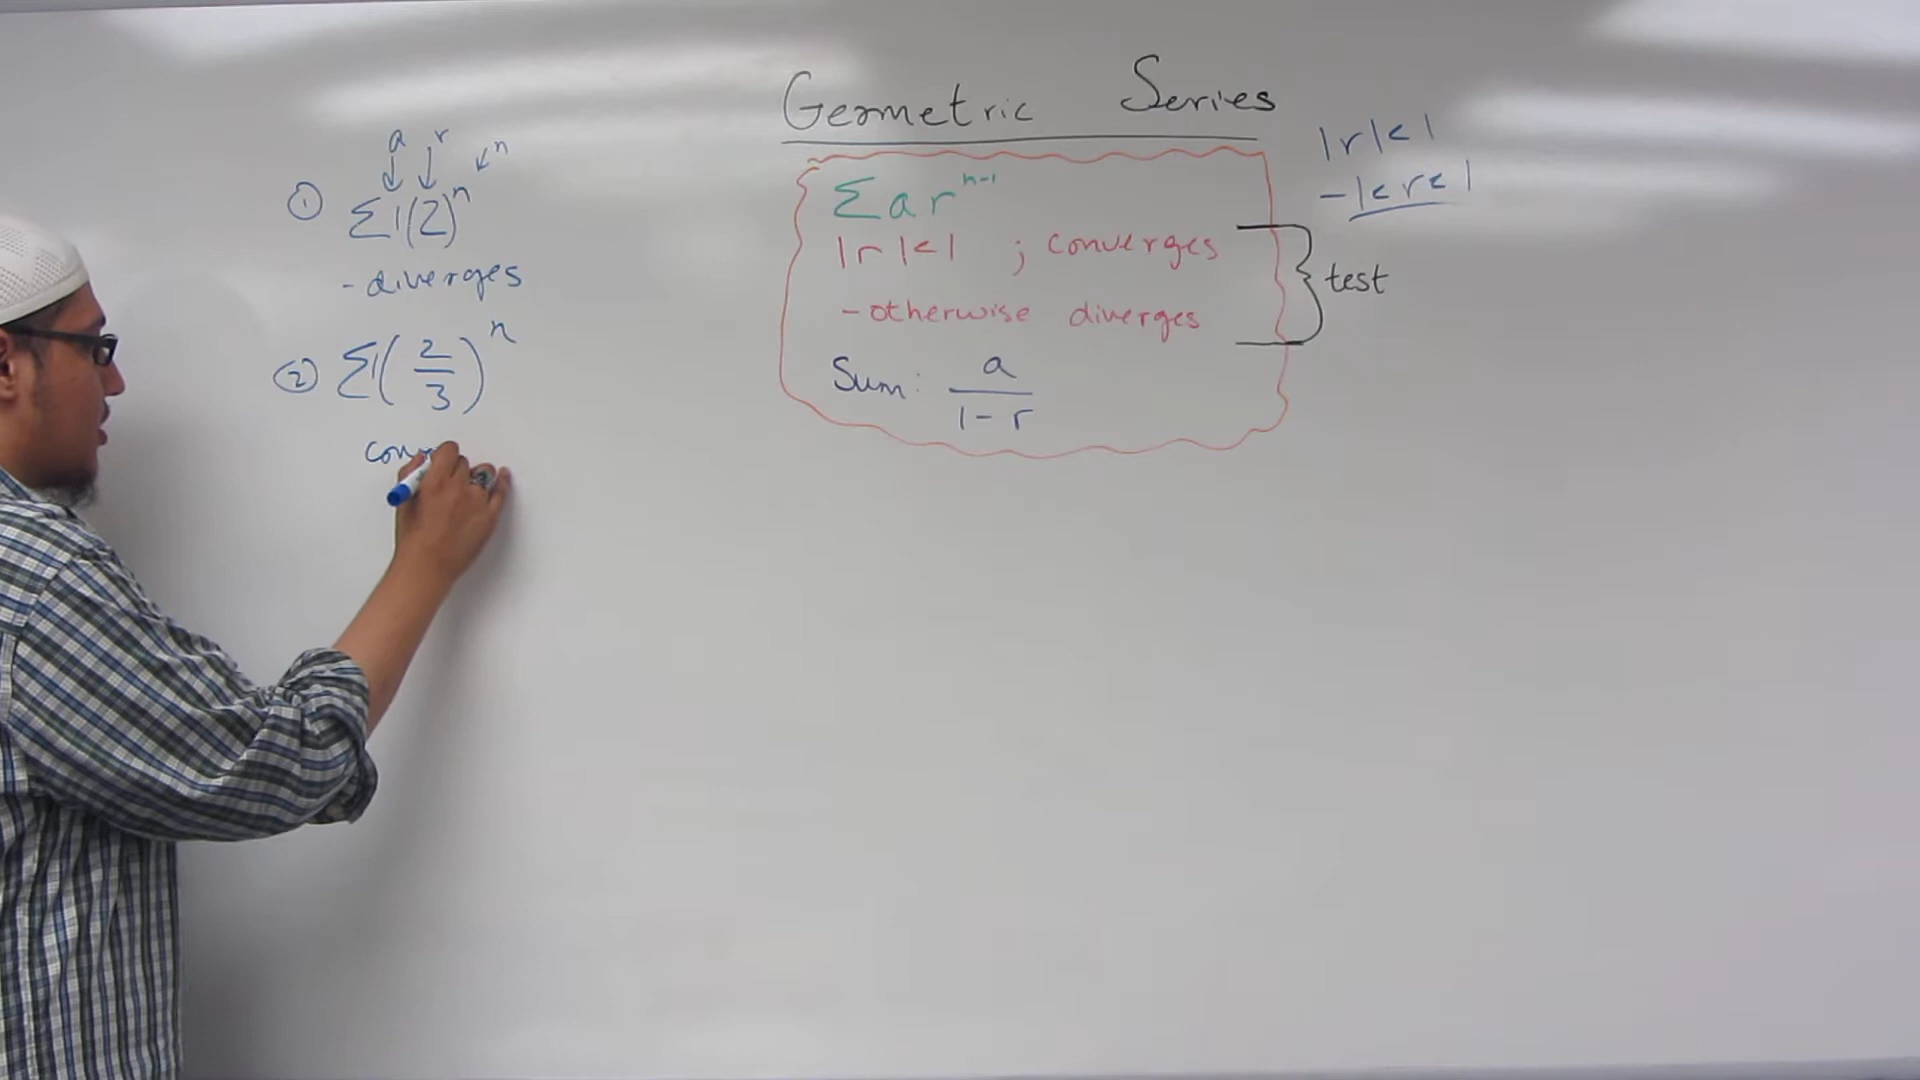 Geometric Series
a r n
① Σ1(2)^n
- diverges
② Σ1(2/3)^n
Σ a r^{n-1}
|r|<1 ; converges
- otherwise diverges
Sum: a/(1-r)
test
|r|<1
-1<r<1